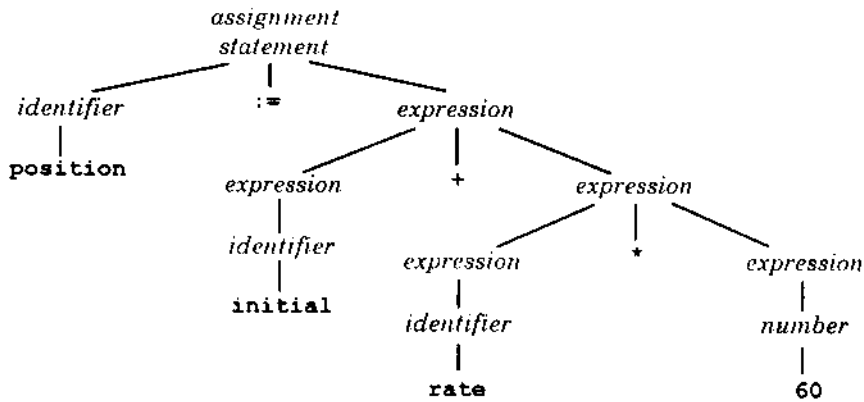 assignment
statement
identifier := expression
position
expression + expression
identifier expression * expression
initial
identifier number
rate 60